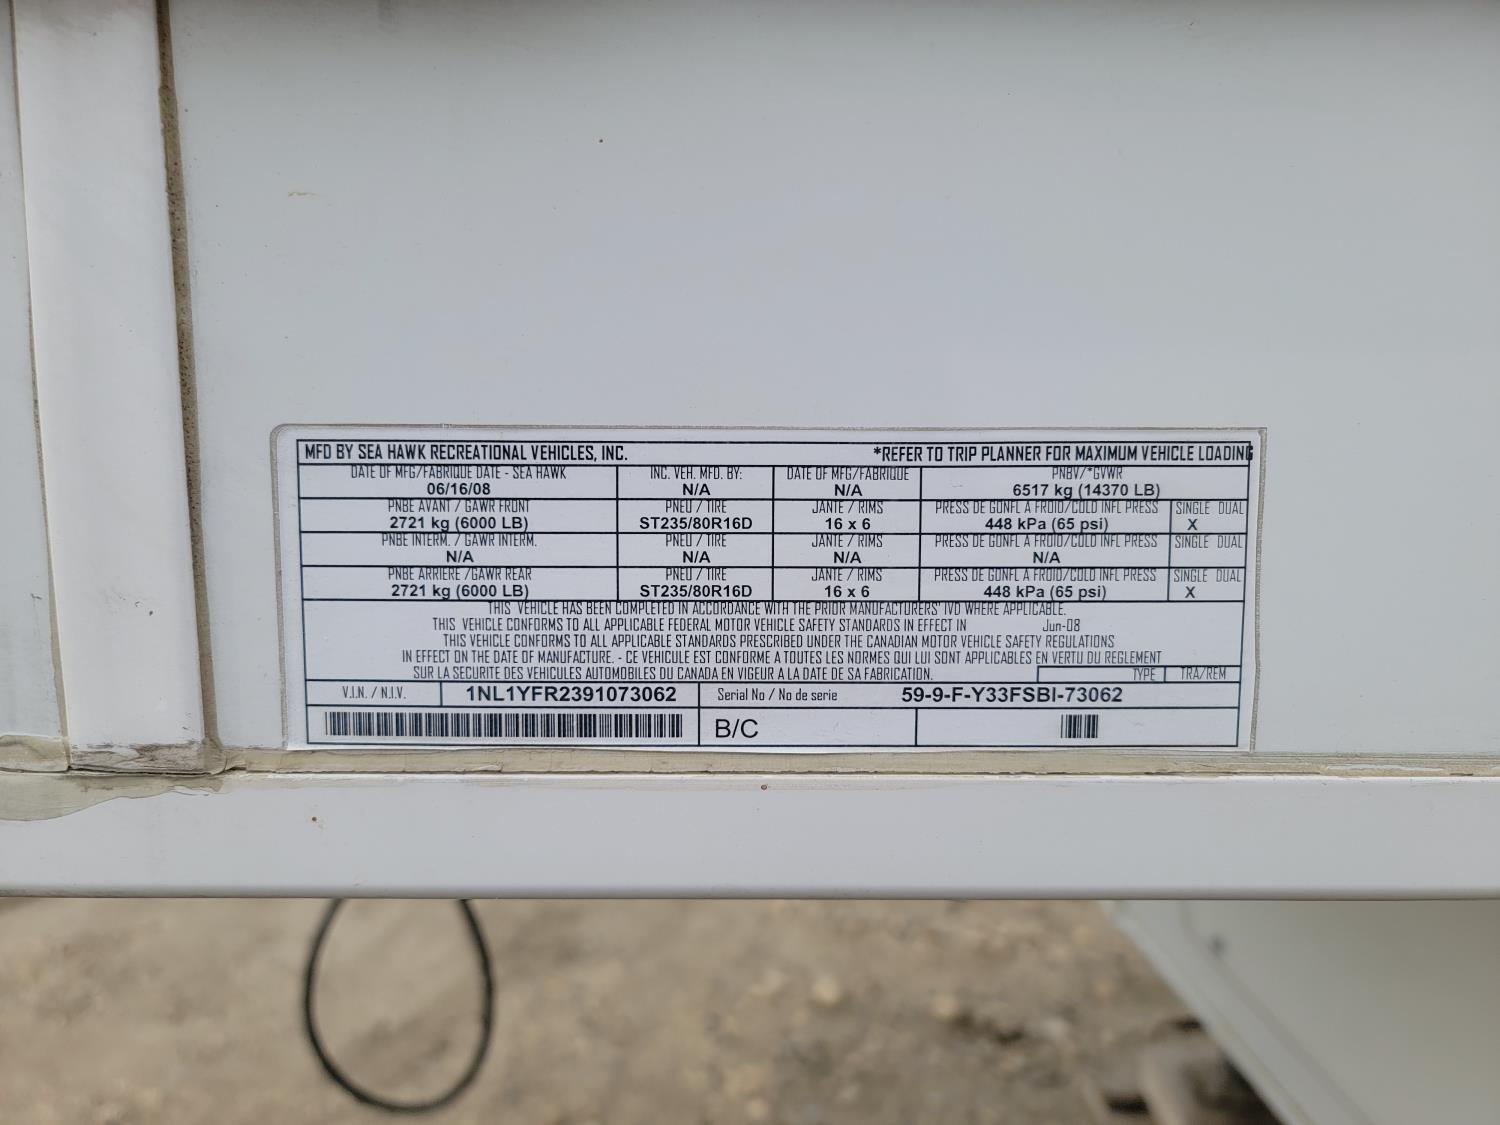 MFD BY SEA HAWK RECREATIONAL VEHICLES, INC. *REFER TO TRIP PLANNER FOR MAXIMUM VEHICLE LOADING
DATE OF MFG/FABRIQUE DATE - SEA HAWK INC. VEH. MFD. BY: DATE OF MFG/FABRIQUE PNBV/*GVWR
06/16/08 N/A N/A 6517 kg (14370 LB)
PNBE AVANT / GAWR FRONT PNEU / TIRE JANTE / RIMS PRESS DE GONFL A FROID/COLD INFL PRESS SINGLE DUAL
2721 kg (6000 LB) ST235/80R16D 16 x 6 448 kPa (65 psi) X
PNBE INTERM. / GAWR INTERM. PNEU / TIRE JANTE / RIMS PRESS DE GONFL A FROID/COLD INFL PRESS SINGLE DUAL
N/A N/A N/A N/A
PNBE ARRIERE /GAWR REAR PNEU / TIRE JANTE / RIMS PRESS DE GONFL A FROID/COLD INFL PRESS SINGLE DUAL
2721 kg (6000 LB) ST235/80R16D 16 x 6 448 kPa (65 psi) X
THIS VEHICLE HAS BEEN COMPLETED IN ACCORDANCE WITH THE PRIOR MANUFACTURERS' IVD WHERE APPLICABLE.
THIS VEHICLE CONFORMS TO ALL APPLICABLE FEDERAL MOTOR VEHICLE SAFETY STANDARDS IN EFFECT IN Jun-08
THIS VEHICLE CONFORMS TO ALL APPLICABLE STANDARDS PRESCRIBED UNDER THE CANADIAN MOTOR VEHICLE SAFETY REGULATIONS
IN EFFECT ON THE DATE OF MANUFACTURE. - CE VEHICULE EST CONFORME A TOUTES LES NORMES QUI LUI SONT APPLICABLES EN VERTU DU REGLEMENT
SUR LA SECURITE DES VEHICULES AUTOMOBILES DU CANADA EN VIGEUR A LA DATE DE SA FABRICATION. TYPE TRA/REM
V.I.N. / N.I.V. 1NL1YFR2391073062 Serial No / No de serie 59-9-F-Y33FSBI-73062
B/C